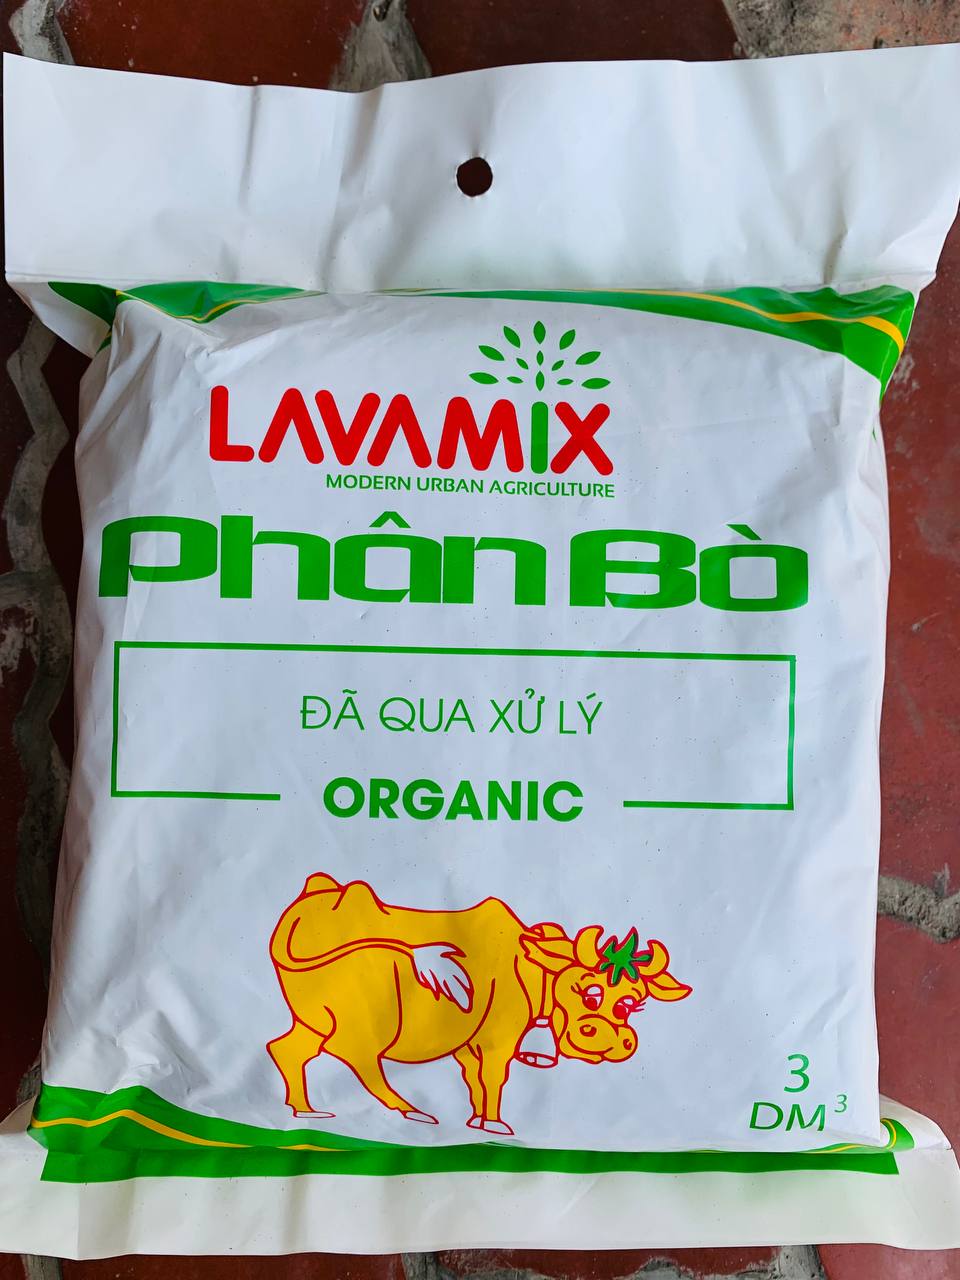 LAVAMIX
MODERN URBAN AGRICULTURE
Phân Bò
ĐÃ QUA XỬ LÝ
ORGANIC
3
DM³